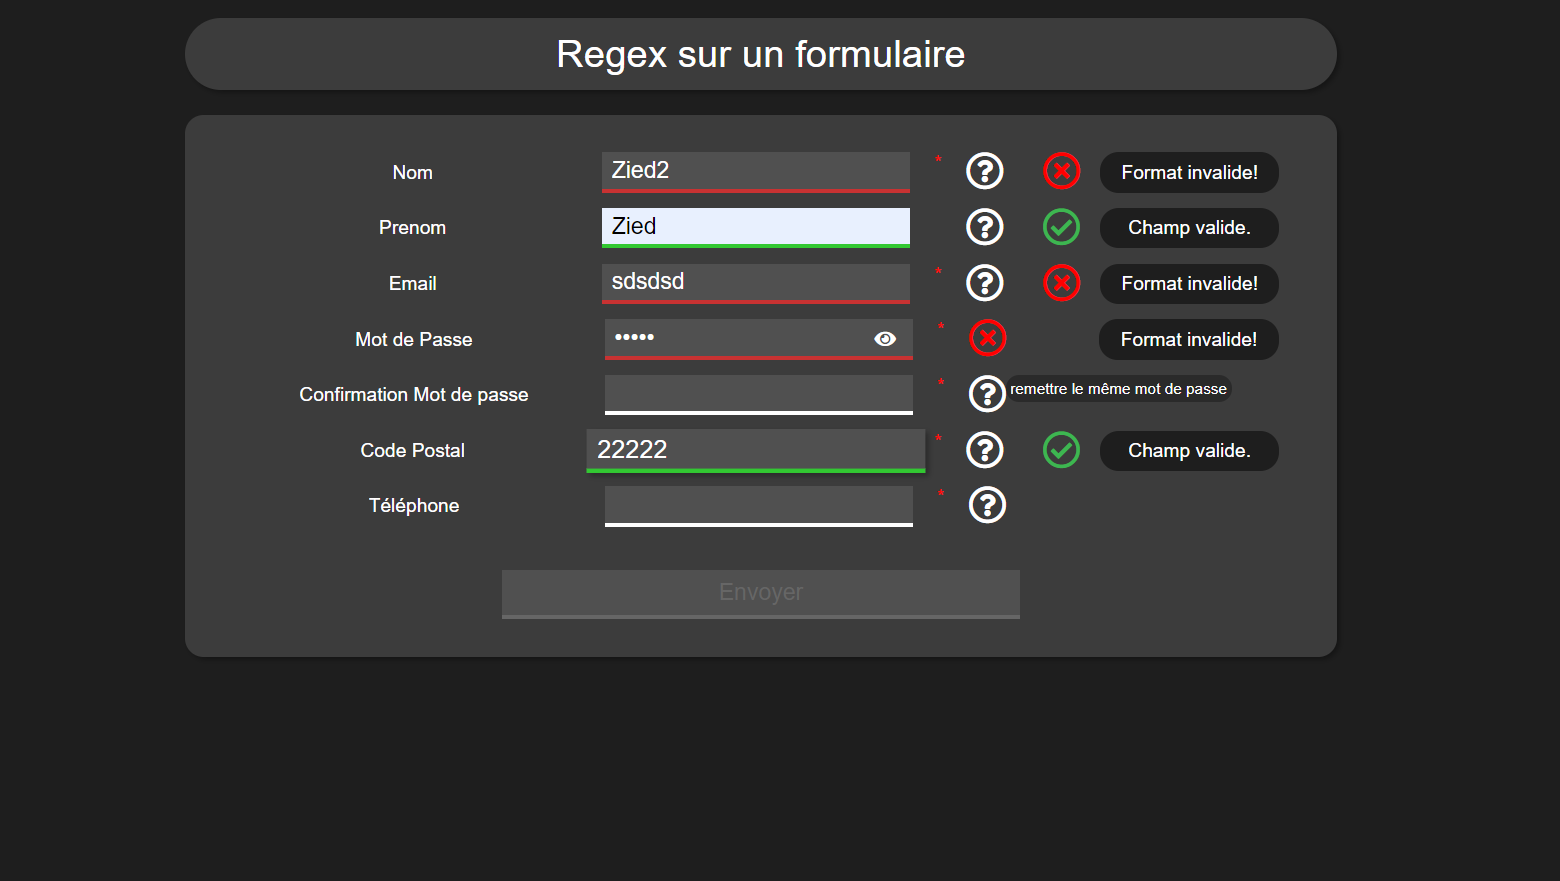 Regex sur un formulaire
Nom Zied2 * Format invalide!
Prenom Zied Champ valide.
Email sdsdsd * Format invalide!
Mot de Passe ••••• * Format invalide!
Confirmation Mot de passe * remettre le même mot de passe
Code Postal 22222 * Champ valide.
Téléphone *
Envoyer